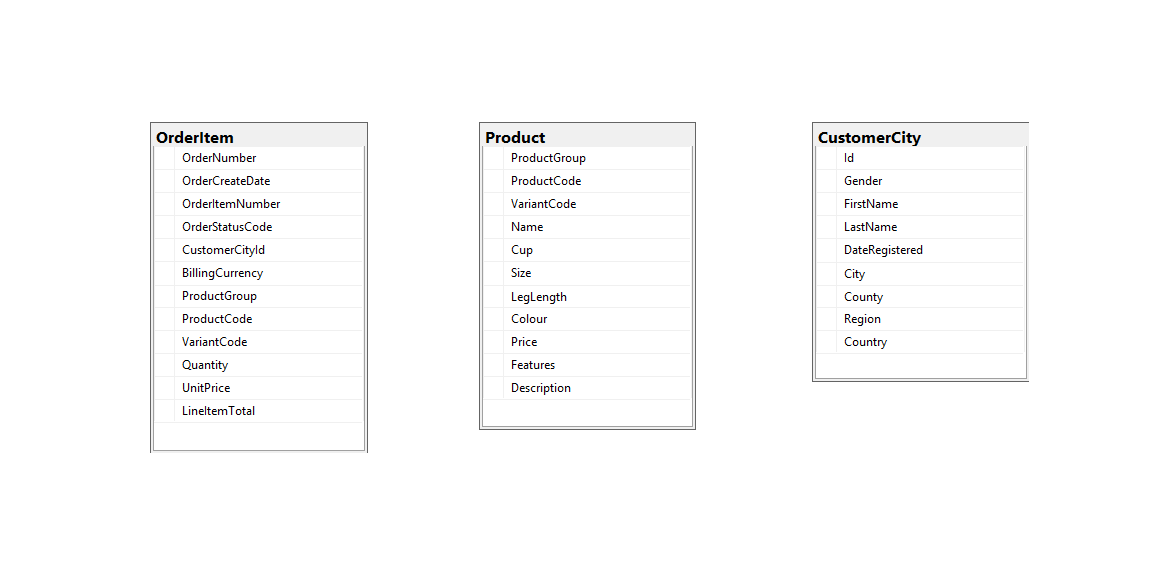 OrderItem
OrderNumber
OrderCreateDate
OrderItemNumber
OrderStatusCode
CustomerCityId
BillingCurrency
ProductGroup
ProductCode
VariantCode
Quantity
UnitPrice
LineItemTotal
Product
ProductGroup
ProductCode
VariantCode
Name
Cup
Size
LegLength
Colour
Price
Features
Description
CustomerCity
Id
Gender
FirstName
LastName
DateRegistered
City
County
Region
Country